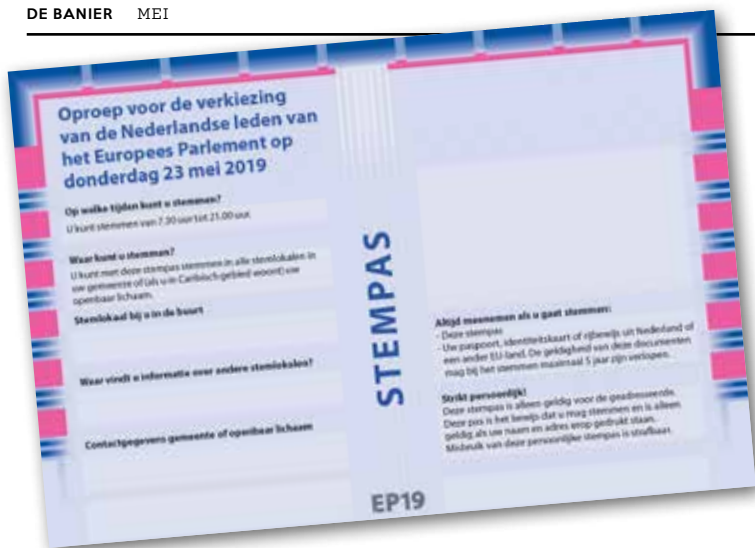 DE BANIER MEI
Oproep voor de verkiezing
van de Nederlandse leden van
het Europees Parlement op
donderdag 23 mei 2019
Op welke tijden kunt u stemmen?
U kunt stemmen van 7.30 uur tot 21.00 uur.
Waar kunt u stemmen?
U kunt met deze stempas stemmen in alle stemlokalen in
uw gemeente of (als u in Caribisch gebied woont) uw
openbaar lichaam.
Stemlokaal bij u in de buurt
Waar vindt u informatie over andere stemlokalen?
Contactgegevens gemeente of openbaar lichaam
STEMPAS
EP19
Altijd meenemen als u gaat stemmen:
- Deze stempas
- Uw paspoort, identiteitskaart of rijbewijs uit Nederland of
een ander EU-land. De geldigheid van deze documenten
mag bij het stemmen maximaal 5 jaar zijn verlopen.
Strikt persoonlijk!
Deze stempas is alleen geldig voor de geadresseerde.
Deze pas is het bewijs dat u mag stemmen en is alleen
geldig als uw naam en adres erop gedrukt staan.
Misbruik van deze persoonlijke stempas is strafbaar.